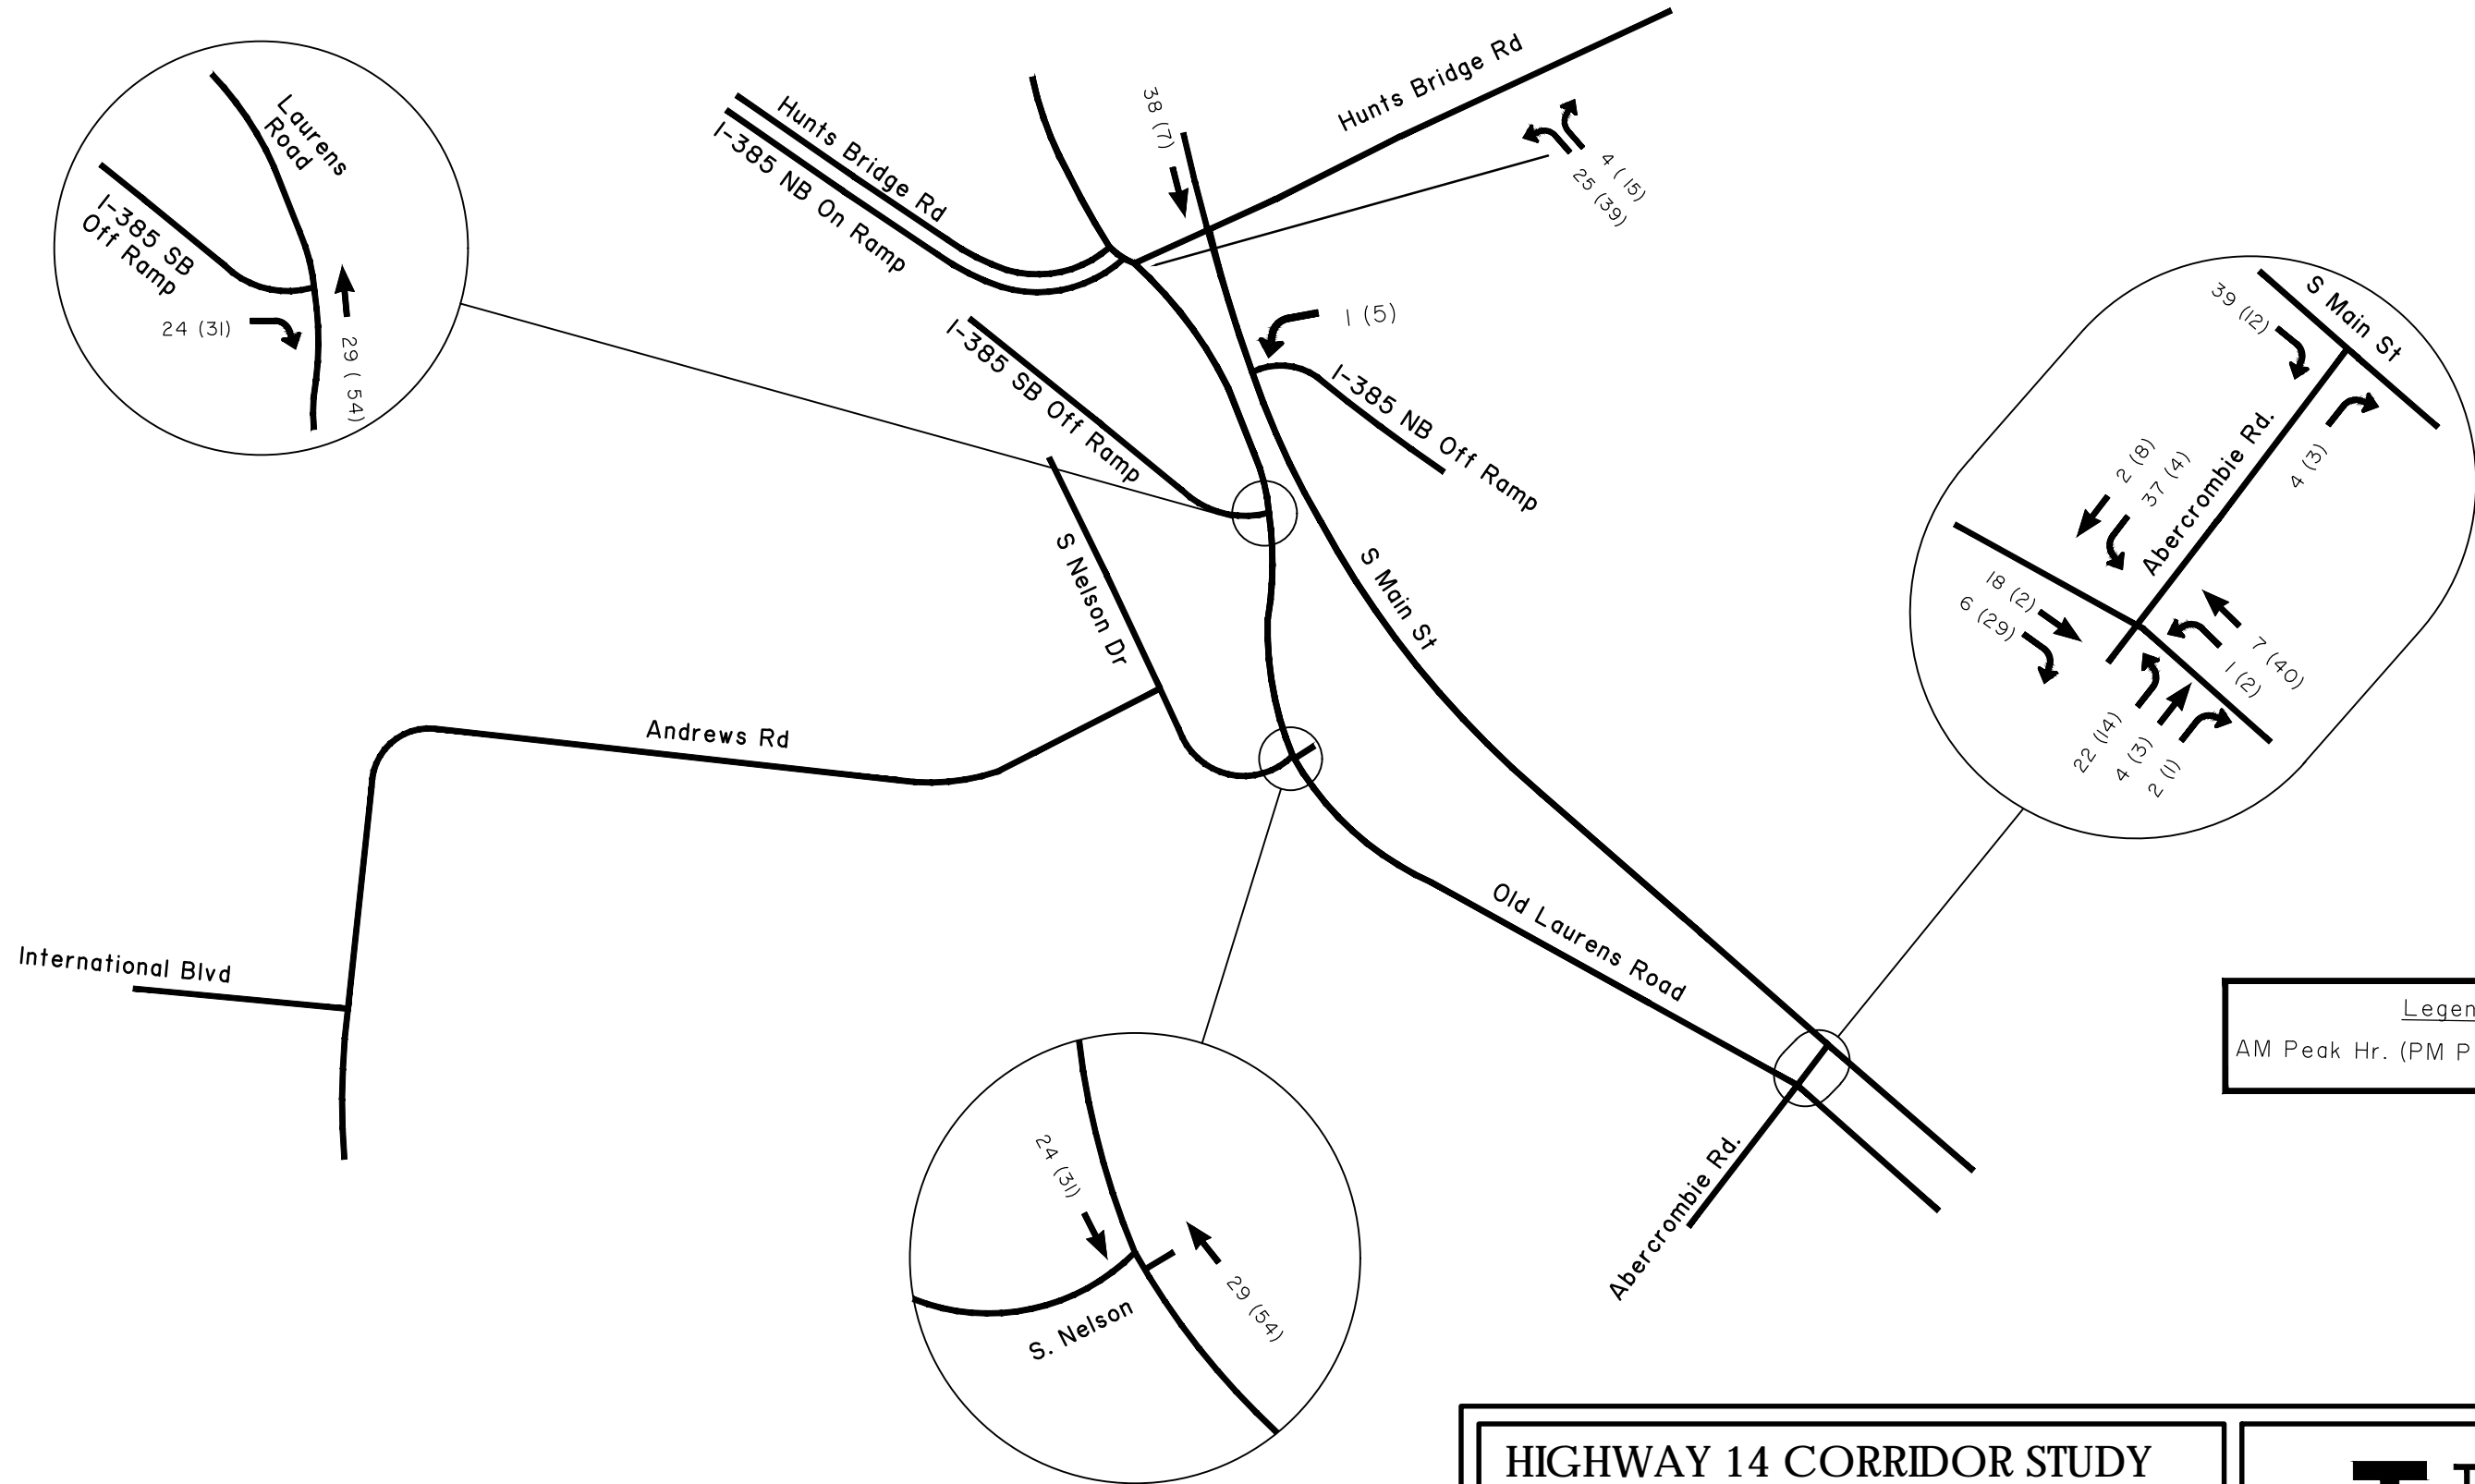 Laurens
Road
I-385 SB
Off Ramp
24 (31)
29 ( 54)
Hunts Bridge Rd
I-385 NB On Ramp
38 (7)
Hunts Bridge Rd
4 ( 15)
25 (39)
1 (5)
I-385 NB Off Ramp
I-385 SB Off Ramp
S Nelson Dr
S Main St
Andrews Rd
International Blvd
Old Laurens Road
Abercrombie Rd.
S Main St
39 (12)
4 (3)
Abercrombie Rd.
2 (8)
37 (4)
18 (2)
6 (29)
7 (40)
1 (2)
22 (14)
4 (3)
2 (1)
24 (31)
29 (54)
S. Nelson
Legen
AM Peak Hr. (PM P
HIGHWAY 14 CORRIDOR STUDY